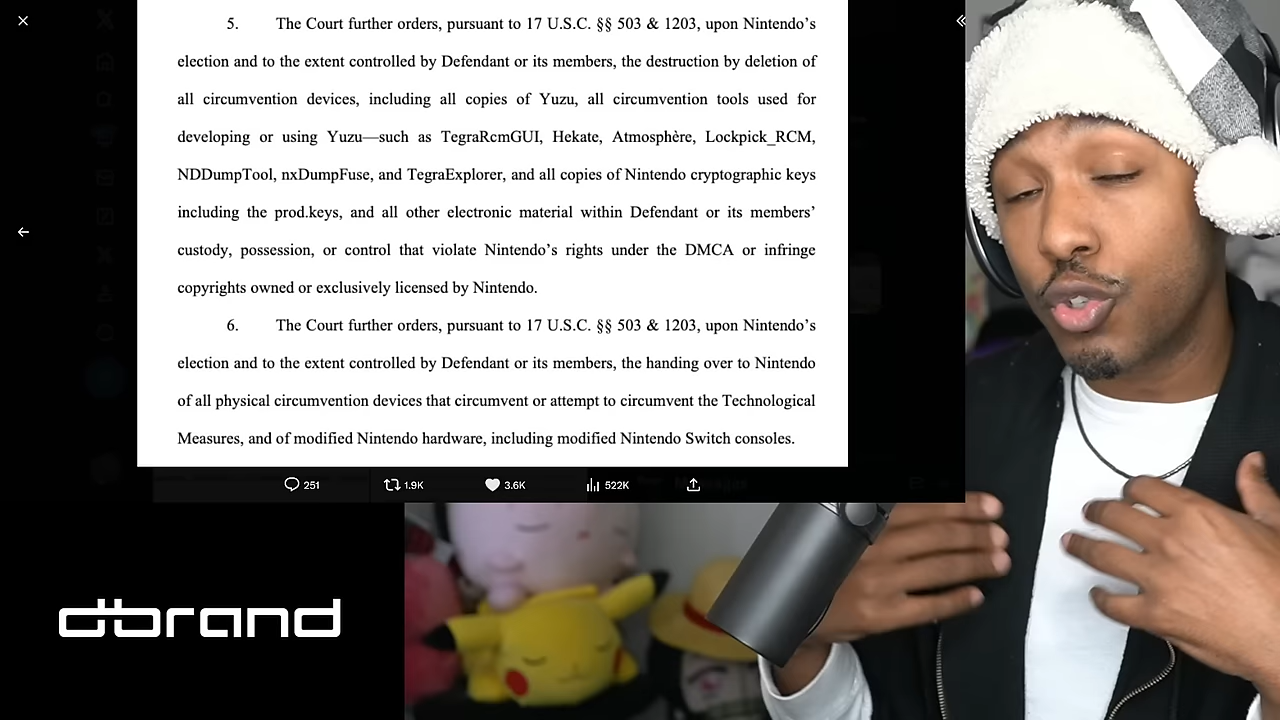 5. The Court further orders, pursuant to 17 U.S.C. §§ 503 & 1203, upon Nintendo’s
election and to the extent controlled by Defendant or its members, the destruction by deletion of
all circumvention devices, including all copies of Yuzu, all circumvention tools used for
developing or using Yuzu—such as TegraRcmGUI, Hekate, Atmosphère, Lockpick_RCM,
NDDumpTool, nxDumpFuse, and TegraExplorer, and all copies of Nintendo cryptographic keys
including the prod.keys, and all other electronic material within Defendant or its members’
custody, possession, or control that violate Nintendo’s rights under the DMCA or infringe
copyrights owned or exclusively licensed by Nintendo.
6. The Court further orders, pursuant to 17 U.S.C. §§ 503 & 1203, upon Nintendo’s
election and to the extent controlled by Defendant or its members, the handing over to Nintendo
of all physical circumvention devices that circumvent or attempt to circumvent the Technological
Measures, and of modified Nintendo hardware, including modified Nintendo Switch consoles.
251 1.9K 3.6K 522K
dbrand